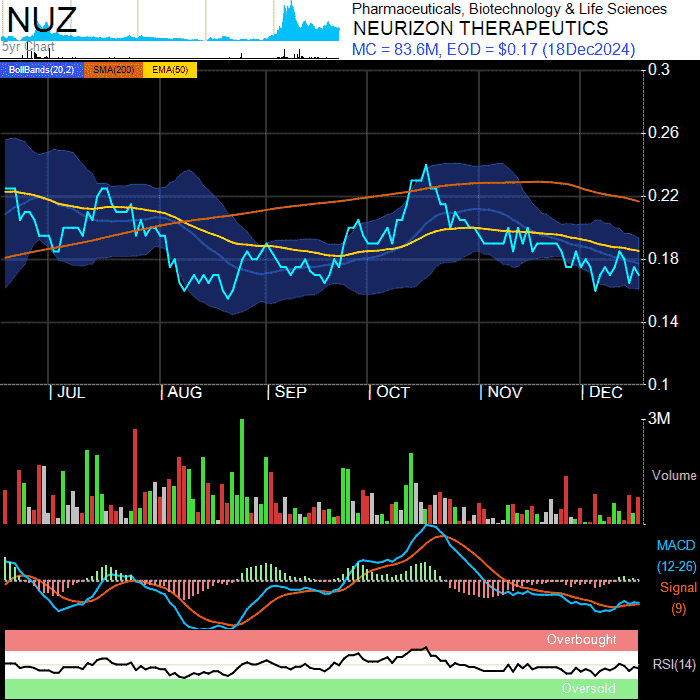 NUZ
5yr Chart
Pharmaceuticals, Biotechnology & Life Sciences
NEURIZON THERAPEUTICS
MC = 83.6M, EOD = $0.17 (18Dec2024)
BollBands(20,2) SMA(200) EMA(50)
0.3
0.26
0.22
0.18
0.14
0.1
JUL AUG SEP OCT NOV DEC
3M
Volume
MACD
(12-26)
Signal
(9)
Overbought
RSI(14)
Oversold